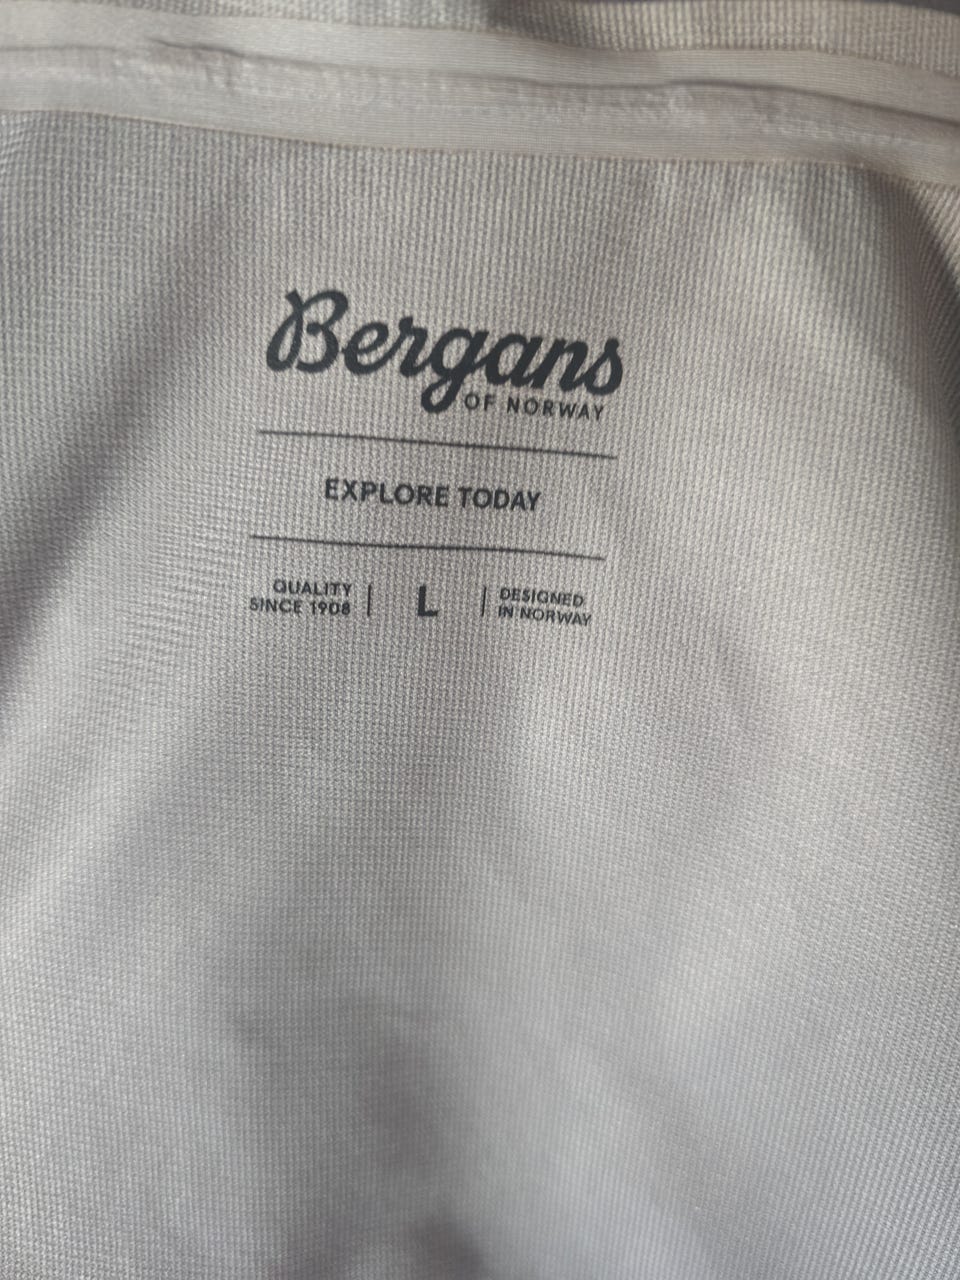 Bergans
OF NORWAY
EXPLORE TODAY
QUALITY
SINCE 1908
L
DESIGNED
IN NORWAY